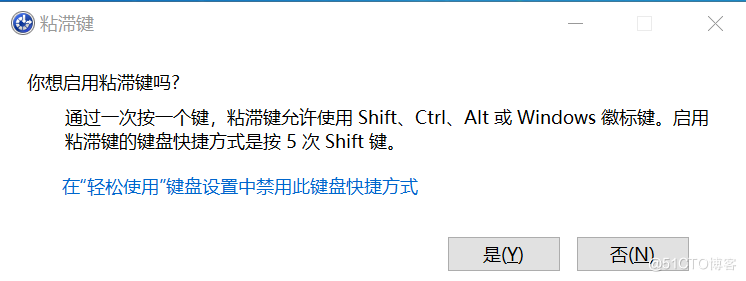 粘滞键
你想启用粘滞键吗?
通过一次按一个键，粘滞键允许使用 Shift、Ctrl、Alt 或 Windows 徽标键。启用
粘滞键的键盘快捷方式是按 5 次 Shift 键。
在“轻松使用”键盘设置中禁用此键盘快捷方式
是(Y) 否(N)
@51CTO博客